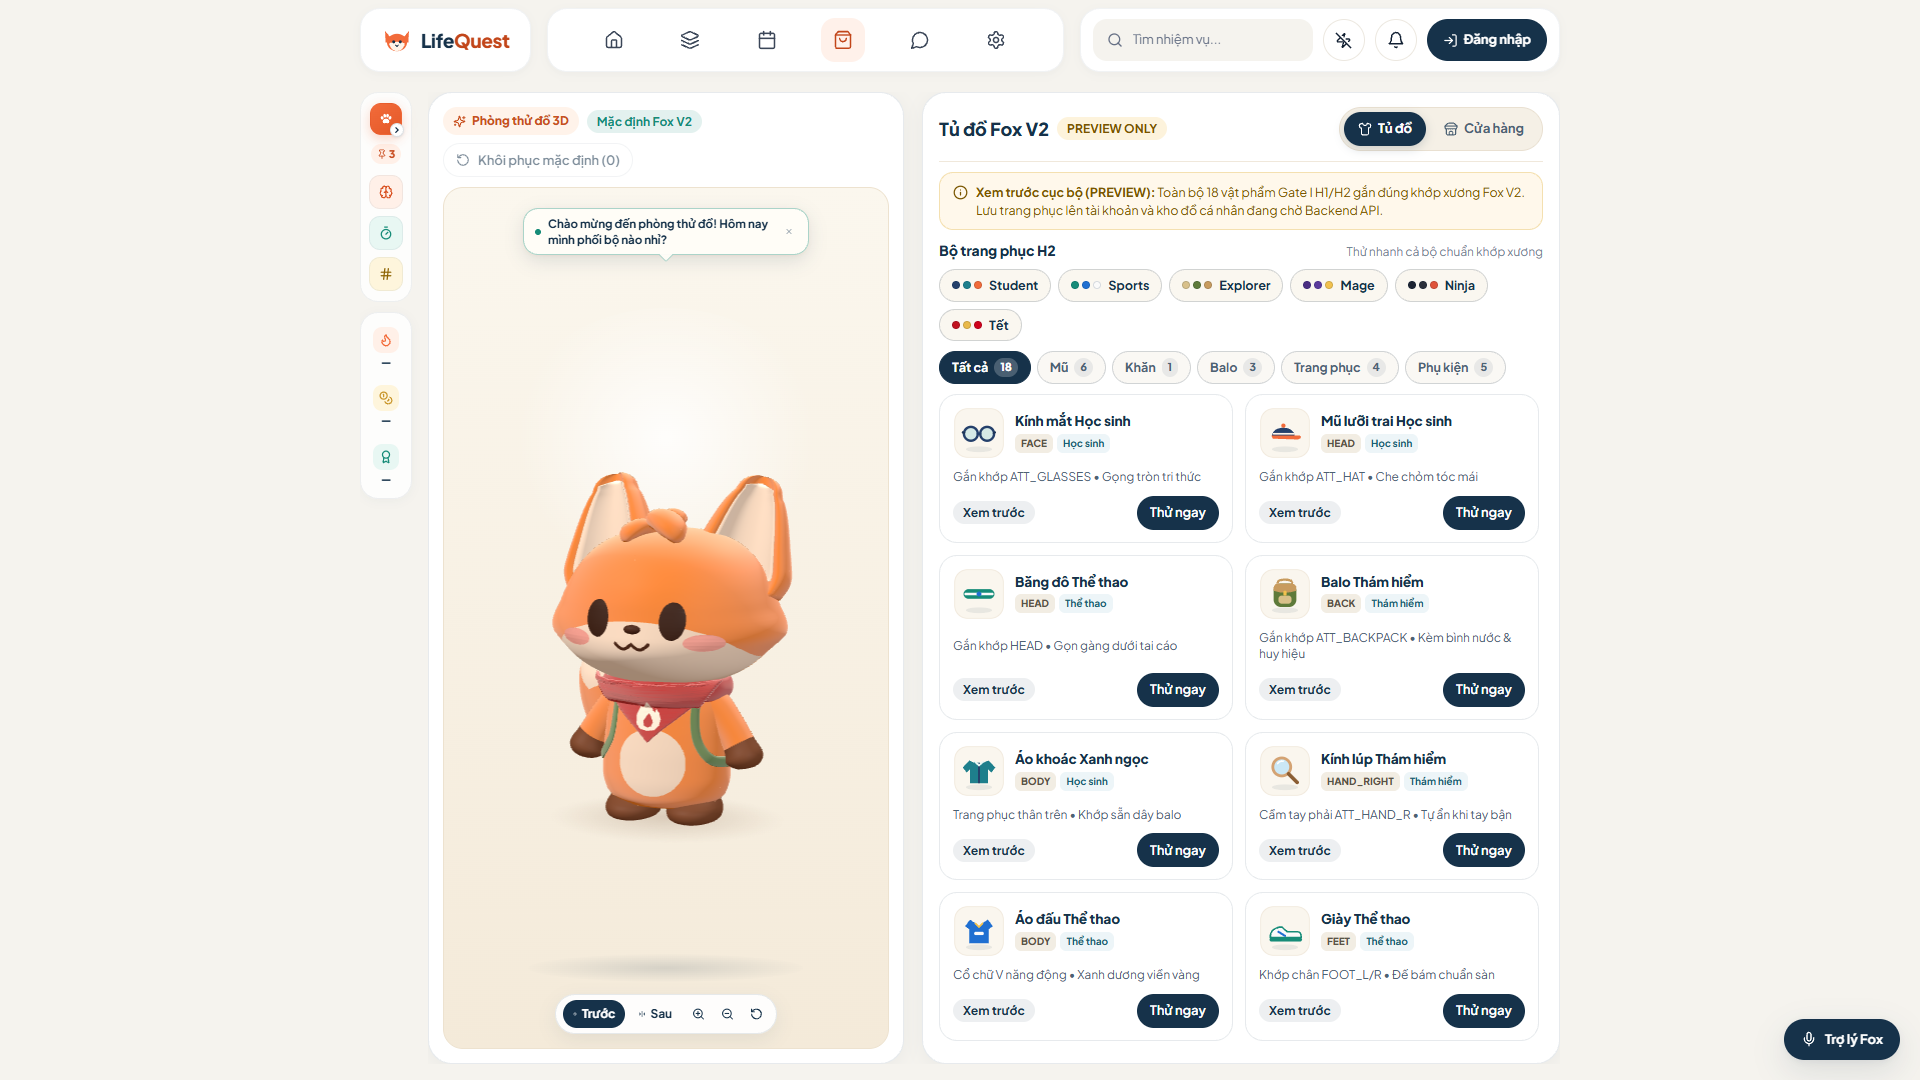 LifeQuest
Tìm nhiệm vụ...
Đăng nhập
3
Phòng thử đồ 3D
Mặc định Fox V2
Khôi phục mặc định (0)
Chào mừng đến phòng thử đồ! Hôm nay
mình phối bộ nào nhỉ?
Trước
Sau
Tủ đồ Fox V2
PREVIEW ONLY
Tủ đồ
Cửa hàng
Xem trước cục bộ (PREVIEW): Toàn bộ 18 vật phẩm Gate I H1/H2 gắn đúng khớp xương Fox V2.
Lưu trang phục lên tài khoản và kho đồ cá nhân đang chờ Backend API.
Bộ trang phục H2
Thử nhanh cả bộ chuẩn khớp xương
Student
Sports
Explorer
Mage
Ninja
Tết
Tất cả 18
Mũ 6
Khăn 1
Balo 3
Trang phục 4
Phụ kiện 5
Kính mắt Học sinh
FACE Học sinh
Gắn khớp ATT_GLASSES • Gọng tròn tri thức
Xem trước
Thử ngay
Mũ lưỡi trai Học sinh
HEAD Học sinh
Gắn khớp ATT_HAT • Che chỏm tóc mái
Xem trước
Thử ngay
Băng đô Thể thao
HEAD Thể thao
Gắn khớp HEAD • Gọn gàng dưới tai cáo
Xem trước
Thử ngay
Balo Thám hiểm
BACK Thám hiểm
Gắn khớp ATT_BACKPACK • Kèm bình nước &
huy hiệu
Xem trước
Thử ngay
Áo khoác Xanh ngọc
BODY Học sinh
Trang phục thân trên • Khớp sẵn dây balo
Xem trước
Thử ngay
Kính lúp Thám hiểm
HAND_RIGHT Thám hiểm
Cầm tay phải ATT_HAND_R • Tự ẩn khi tay bận
Xem trước
Thử ngay
Áo đấu Thể thao
BODY Thể thao
Cổ chữ V năng động • Xanh dương viền vàng
Xem trước
Thử ngay
Giày Thể thao
FEET Thể thao
Khớp chân FOOT_L/R • Đế bám chuẩn sàn
Xem trước
Thử ngay
Trợ lý Fox